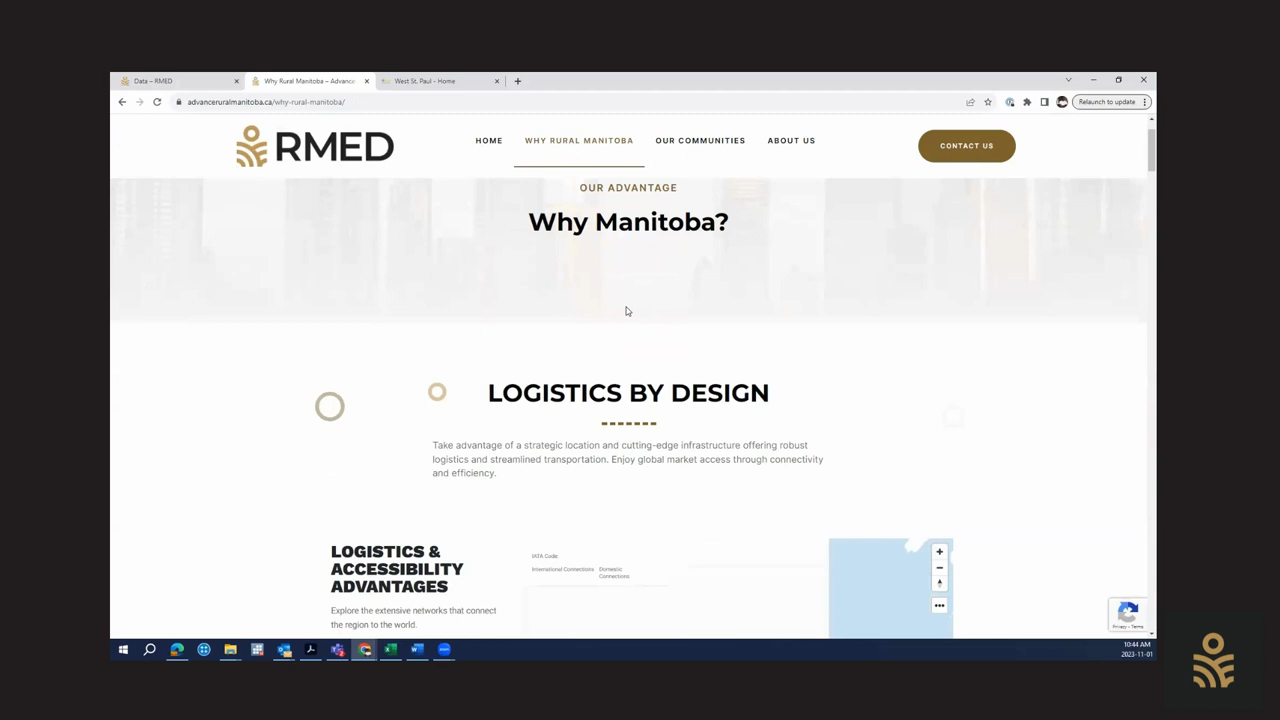 Data – RMED
Why Rural Manitoba – Advance
West St. Paul - Home
advanceruralmanitoba.ca/why-rural-manitoba/
Relaunch to update
RMED
HOME
WHY RURAL MANITOBA
OUR COMMUNITIES
ABOUT US
CONTACT US
OUR ADVANTAGE
Why Manitoba?
LOGISTICS BY DESIGN
Take advantage of a strategic location and cutting-edge infrastructure offering robust
logistics and streamlined transportation. Enjoy global market access through connectivity
and efficiency.
LOGISTICS &
ACCESSIBILITY
ADVANTAGES
Explore the extensive networks that connect
the region to the world.
IATA Code
International Connections
Domestic
Connections
Privacy - Terms
10:44 AM
2023-11-01